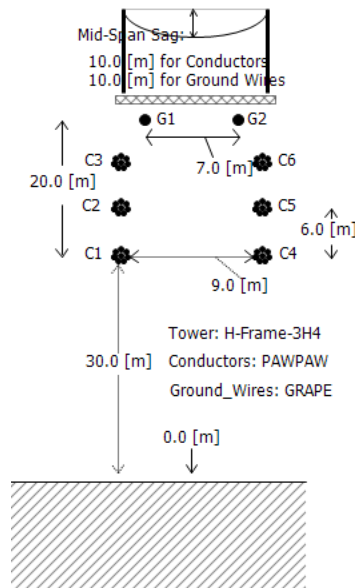 Mid-Span Sag:
10.0 [m] for Conductors
10.0 [m] for Ground Wires
G1
G2
C3
C6
7.0 [m]
20.0 [m]
C2
C5
6.0 [m]
C1
C4
9.0 [m]
Tower: H-Frame-3H4
30.0 [m]
Conductors: PAWPAW
Ground_Wires: GRAPE
0.0 [m]